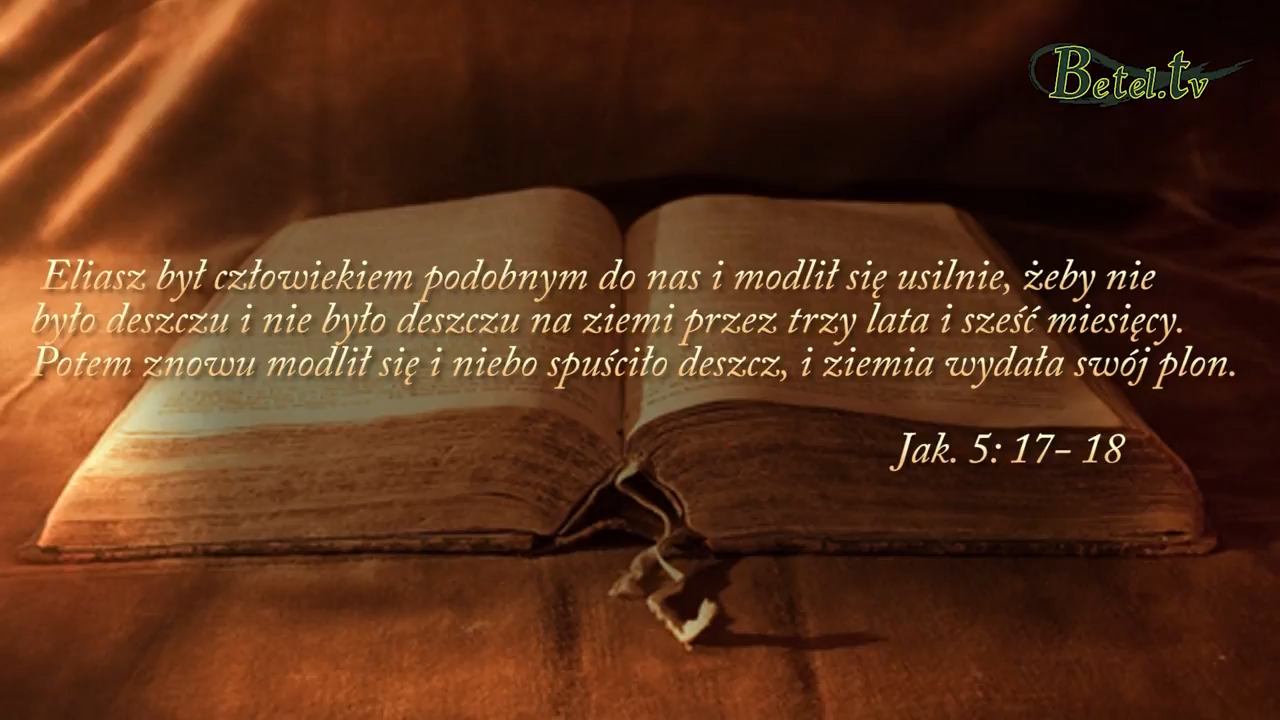 Betel.tv
Eliasz był człowiekiem podobnym do nas i modlił się usilnie, żeby nie
było deszczu i nie było deszczu na ziemi przez trzy lata i sześć miesięcy.
Potem znowu modlił się i niebo spuściło deszcz, i ziemia wydała swój plon.
Jak. 5: 17- 18